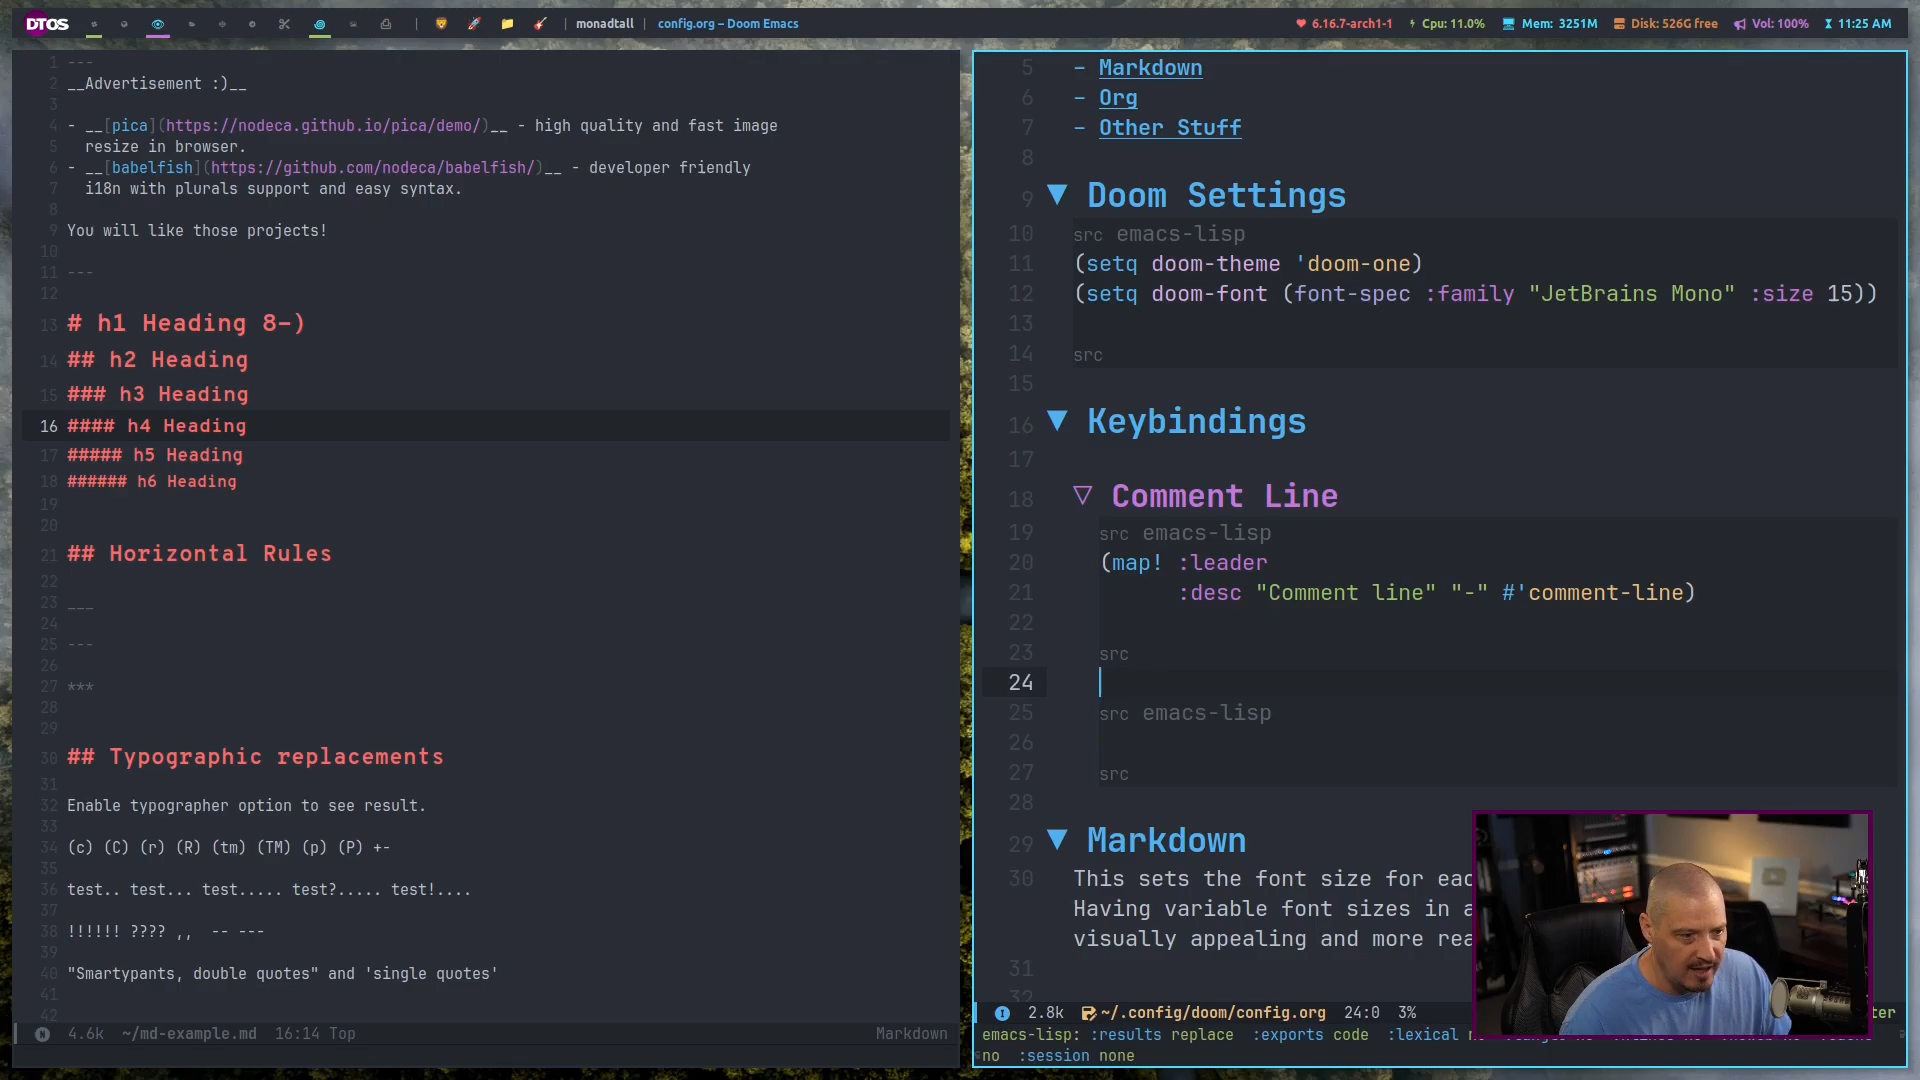 DTOS | monadtall | config.org – Doom Emacs 6.16.7-arch1-1 Cpu: 11.0% Mem: 3251M Disk: 526G free Vol: 100% 11:25 AM
1 ---
2 __Advertisement :)__
3
4 - __[pica](https://nodeca.github.io/pica/demo/)__ - high quality and fast image
5 resize in browser.
6 - __[babelfish](https://github.com/nodeca/babelfish/)__ - developer friendly
7 i18n with plurals support and easy syntax.
8
9 You will like those projects!
10
11 ---
12
13 # h1 Heading 8-)
14 ## h2 Heading
15 ### h3 Heading
16 #### h4 Heading
17 ##### h5 Heading
18 ###### h6 Heading
19
20
21 ## Horizontal Rules
22
23 ___
24
25 ---
26
27 ***
28
29
30 ## Typographic replacements
31
32 Enable typographer option to see result.
33
34 (c) (C) (r) (R) (tm) (TM) (p) (P) +-
35
36 test.. test... test..... test?..... test!....
37
38 !!!!!! ???? ,,  -- ---
39
40 "Smartypants, double quotes" and 'single quotes'
41
42
4.6k ~/md-example.md 16:14 Top Markdown
5 - Markdown
6 - Org
7 - Other Stuff
8
9 ▼ Doom Settings
10 src emacs-lisp
11 (setq doom-theme 'doom-one)
12 (setq doom-font (font-spec :family "JetBrains Mono" :size 15))
13
14 src
15
16 ▼ Keybindings
17
18 ▽ Comment Line
19 src emacs-lisp
20 (map! :leader
21 :desc "Comment line" "-" #'comment-line)
22
23 src
24
25 src emacs-lisp
26
27 src
28
29 ▼ Markdown
30 This sets the font size for eac
Having variable font sizes in a
visually appealing and more rea
31
32
2.8k ~/.config/doom/config.org 24:0 3%
emacs-lisp: :results replace :exports code :lexical
no :session none